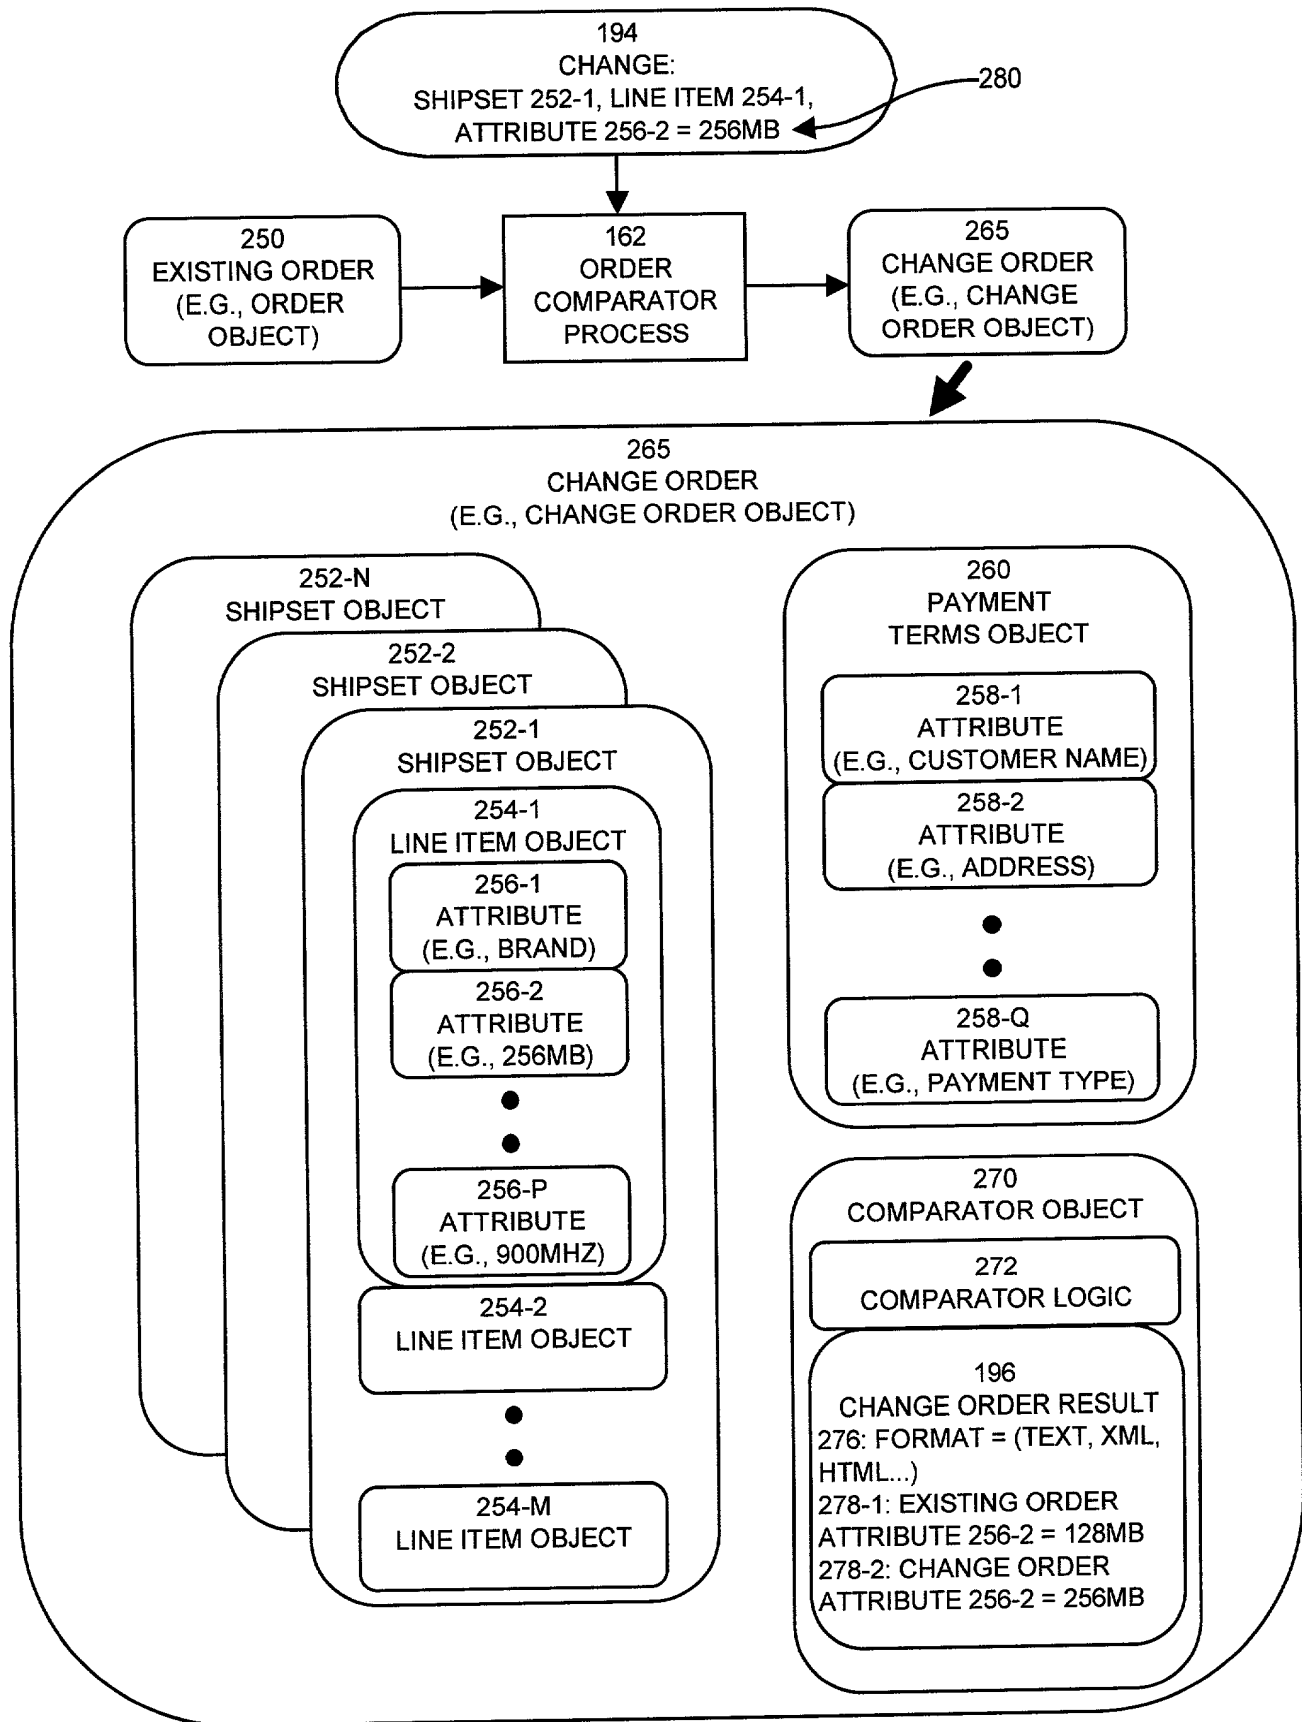 194
CHANGE:
SHIPSET 252-1, LINE ITEM 254-1,
ATTRIBUTE 256-2 = 256MB
280
250
EXISTING ORDER
(E.G., ORDER
OBJECT)
162
ORDER
COMPARATOR
PROCESS
265
CHANGE ORDER
(E.G., CHANGE
ORDER OBJECT)
265
CHANGE ORDER
(E.G., CHANGE ORDER OBJECT)
252-N
SHIPSET OBJECT
252-2
SHIPSET OBJECT
252-1
SHIPSET OBJECT
254-1
LINE ITEM OBJECT
256-1
ATTRIBUTE
(E.G., BRAND)
256-2
ATTRIBUTE
(E.G., 256MB)
256-P
ATTRIBUTE
(E.G., 900MHZ)
254-2
LINE ITEM OBJECT
254-M
LINE ITEM OBJECT
260
PAYMENT
TERMS OBJECT
258-1
ATTRIBUTE
(E.G., CUSTOMER NAME)
258-2
ATTRIBUTE
(E.G., ADDRESS)
258-Q
ATTRIBUTE
(E.G., PAYMENT TYPE)
270
COMPARATOR OBJECT
272
COMPARATOR LOGIC
196
CHANGE ORDER RESULT
276: FORMAT = (TEXT, XML,
HTML...)
278-1: EXISTING ORDER
ATTRIBUTE 256-2 = 128MB
278-2: CHANGE ORDER
ATTRIBUTE 256-2 = 256MB